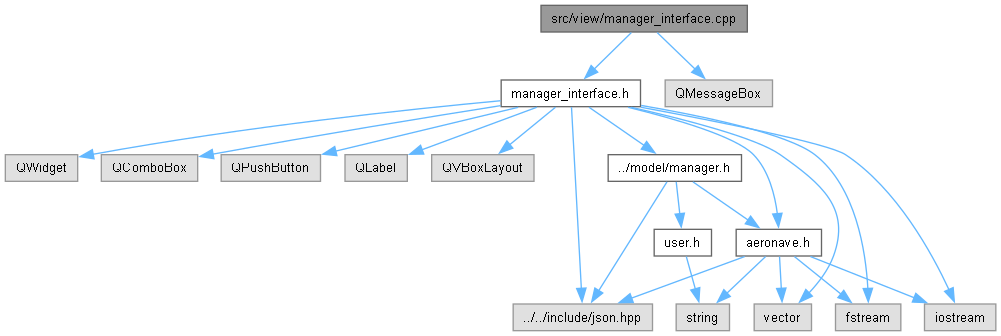 src/view/manager_interface.cpp
manager_interface.h
QMessageBox
QWidget
QComboBox
QPushButton
QLabel
QVBoxLayout
../model/manager.h
user.h
aeronave.h
../../include/json.hpp
string
vector
fstream
iostream